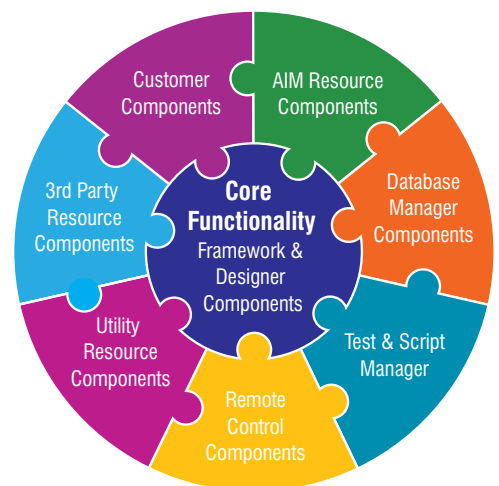 Customer
Components
AIM Resource
Components
Database
Manager
Components
Test & Script
Manager
Remote
Control
Components
Utility
Resource
Components
3rd Party
Resource
Components
Core
Functionality
Framework &
Designer
Components